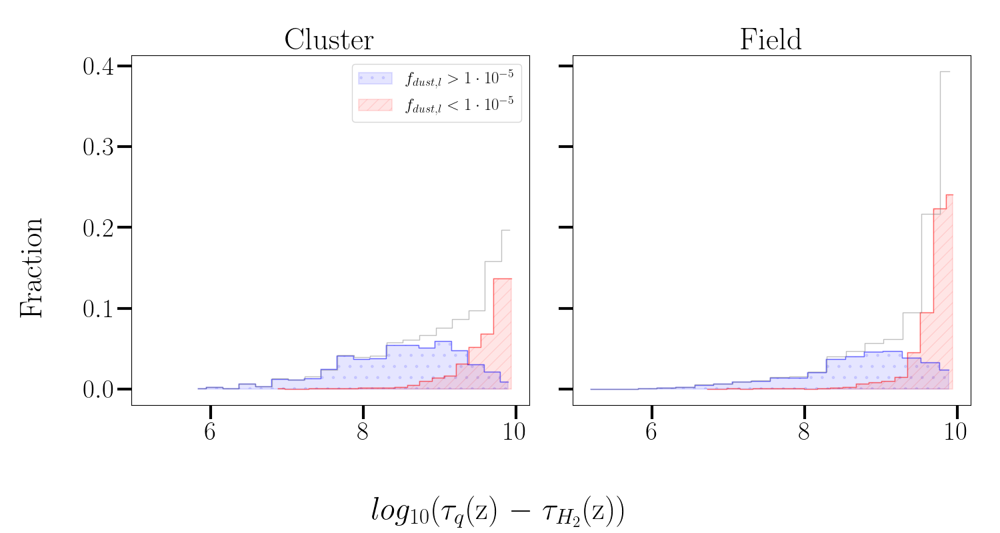 Cluster
Field
f_{dust,l} > 1 · 10^{-5}
f_{dust,l} < 1 · 10^{-5}
Fraction
0.4
0.3
0.2
0.1
0.0
6 8 10
6 8 10
log_{10}(τ_q(z) − τ_{H_2}(z))